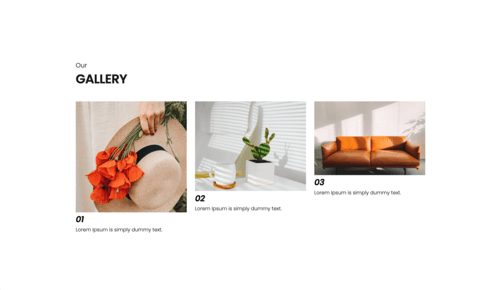 Our
GALLERY
01
Lorem Ipsum is simply dummy text.
02
Lorem Ipsum is simply dummy text.
03
Lorem Ipsum is simply dummy text.